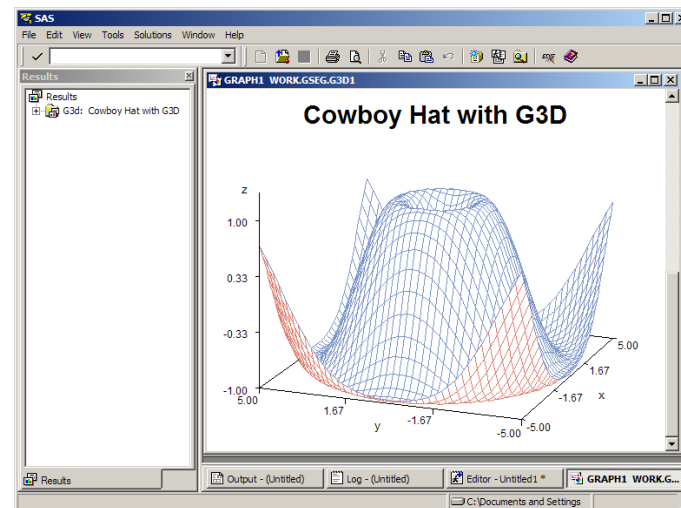 SAS
File Edit View Tools Solutions Window Help
Results
GRAPH1 WORK.GSEG.G3D1
Results
G3d: Cowboy Hat with G3D
Cowboy Hat with G3D
z
1.00
0.33
-0.33
-1.00
5.00
1.67
y
-1.67
-5.00
-5.00
-1.67
x
1.67
5.00
Results
Output - (Untitled)
Log - (Untitled)
Editor - Untitled1 *
GRAPH1 WORK.G...
C:\Documents and Settings